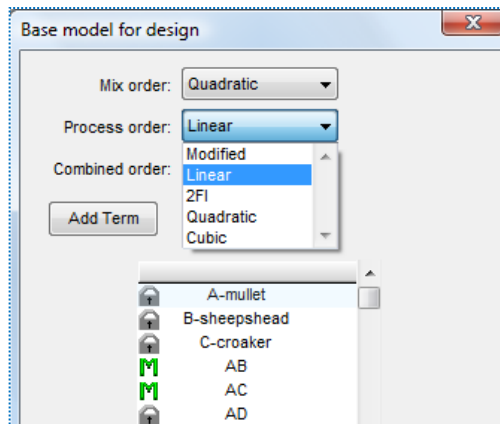 Base model for design
Mix order: Quadratic
Process order: Linear
Modified
Combined order: Linear
2FI
Add Term Quadratic
Cubic
A-mullet
B-sheepshead
C-croaker
M AB
M AC
AD